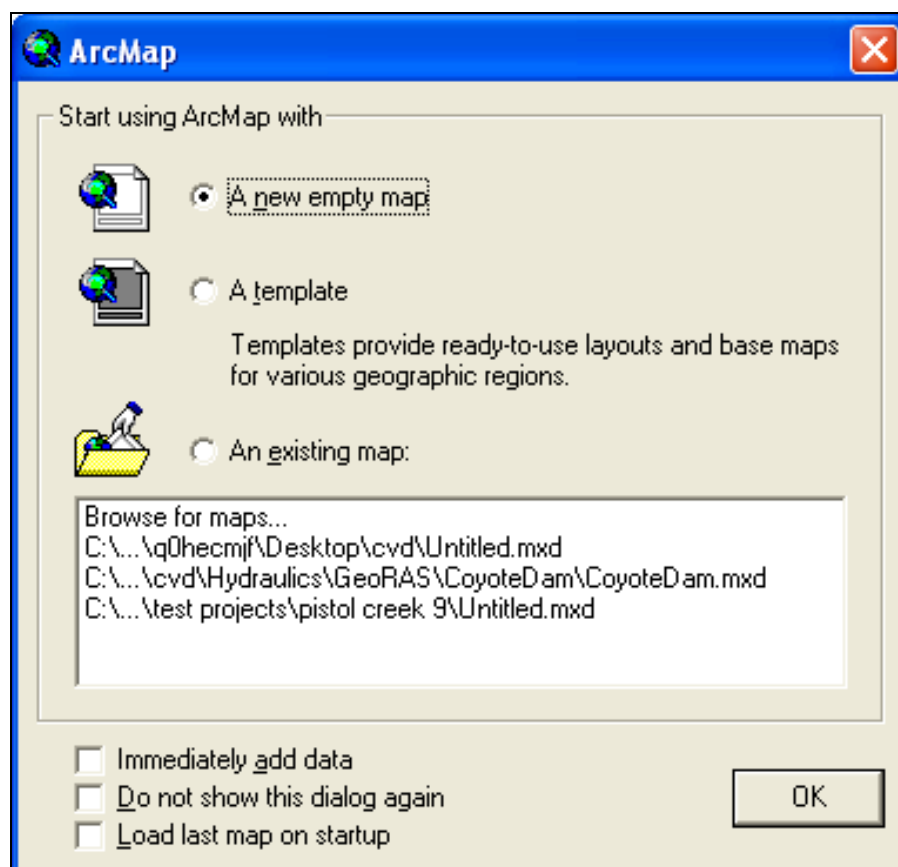 ArcMap
Start using ArcMap with
A new empty map
A template
Templates provide ready-to-use layouts and base maps
for various geographic regions.
An existing map:
Browse for maps...
C:\...\q0hecmjf\Desktop\cvd\Untitled.mxd
C:\...\cvd\Hydraulics\GeoRAS\CoyoteDam\CoyoteDam.mxd
C:\...\test projects\pistol creek 9\Untitled.mxd
Immediately add data
Do not show this dialog again
Load last map on startup
OK